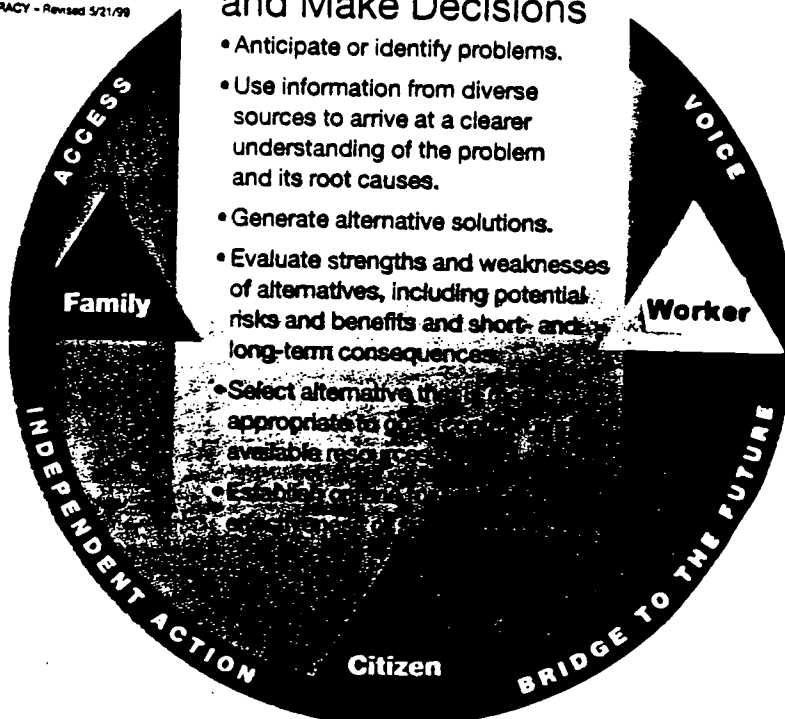 RACY - Revised 5/21/99
and Make Decisions
• Anticipate or identify problems.
• Use information from diverse
sources to arrive at a clearer
understanding of the problem
and its root causes.
• Generate alternative solutions.
• Evaluate strengths and weaknesses
of alternatives, including potential
risks and benefits and short- and
long-term consequences
• Select alternative
appropriate to
available resources
• Establish
ACCESS
VOICE
Family
Worker
INDEPENDENT ACTION
Citizen
BRIDGE TO THE FUTURE